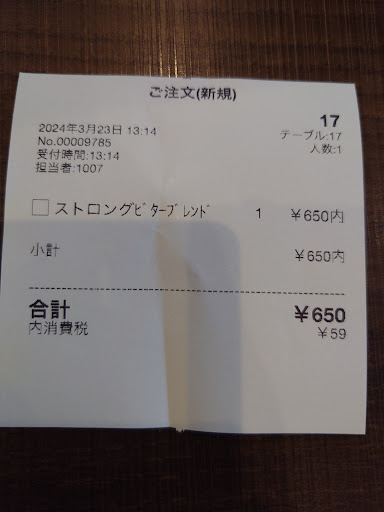 ご注文(新規)
17
2024年3月23日 13:14
テーブル:17
No.00009785
人数:1
受付時間:13:14
担当者:1007
ストロングﾋﾞﾀｰﾌﾞﾚﾝﾄﾞ 1 ¥650内
小計 ¥650内
合計 ¥650
内消費税 ¥59